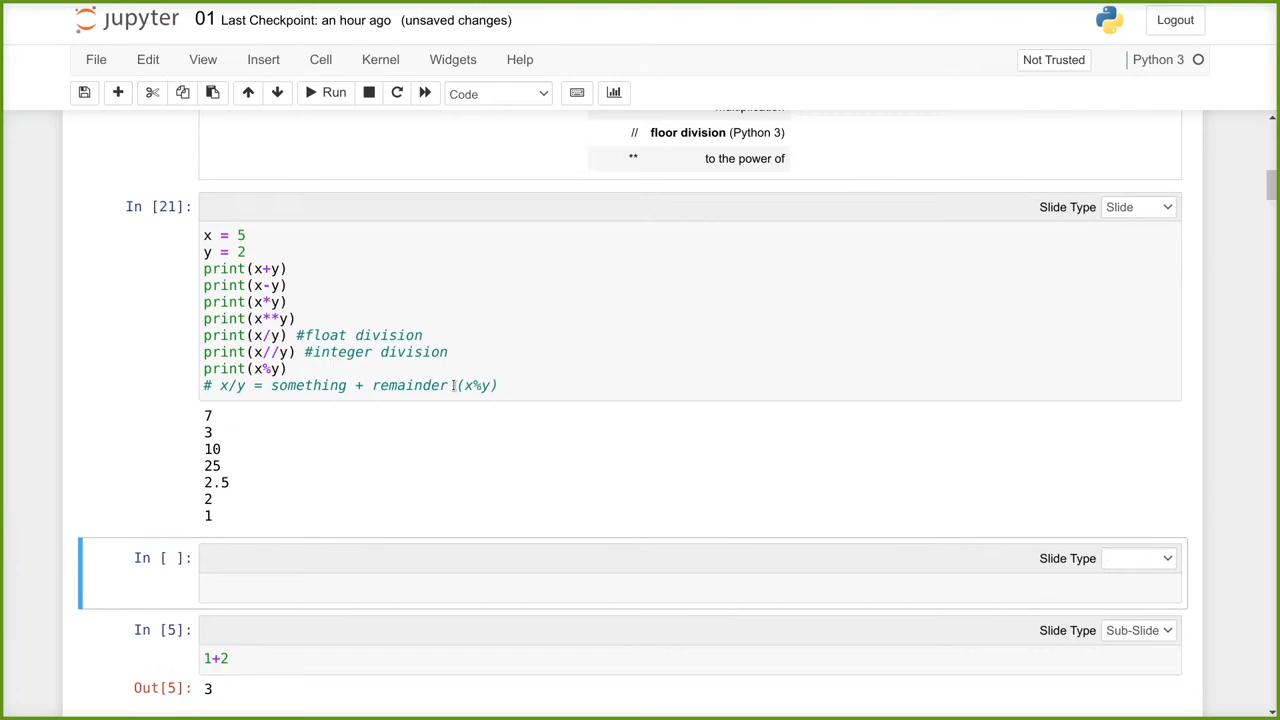 jupyter 01 Last Checkpoint: an hour ago (unsaved changes) Logout
File Edit View Insert Cell Kernel Widgets Help Not Trusted Python 3
Run Code
multiplication
// floor division (Python 3)
** to the power of
In [21]: Slide Type Slide
x = 5
y = 2
print(x+y)
print(x-y)
print(x*y)
print(x**y)
print(x/y) #float division
print(x//y) #integer division
print(x%y)
# x/y = something + remainder (x%y)
7
3
10
25
2.5
2
1
In [ ]: Slide Type
In [5]: Slide Type Sub-Slide
1+2
Out[5]: 3